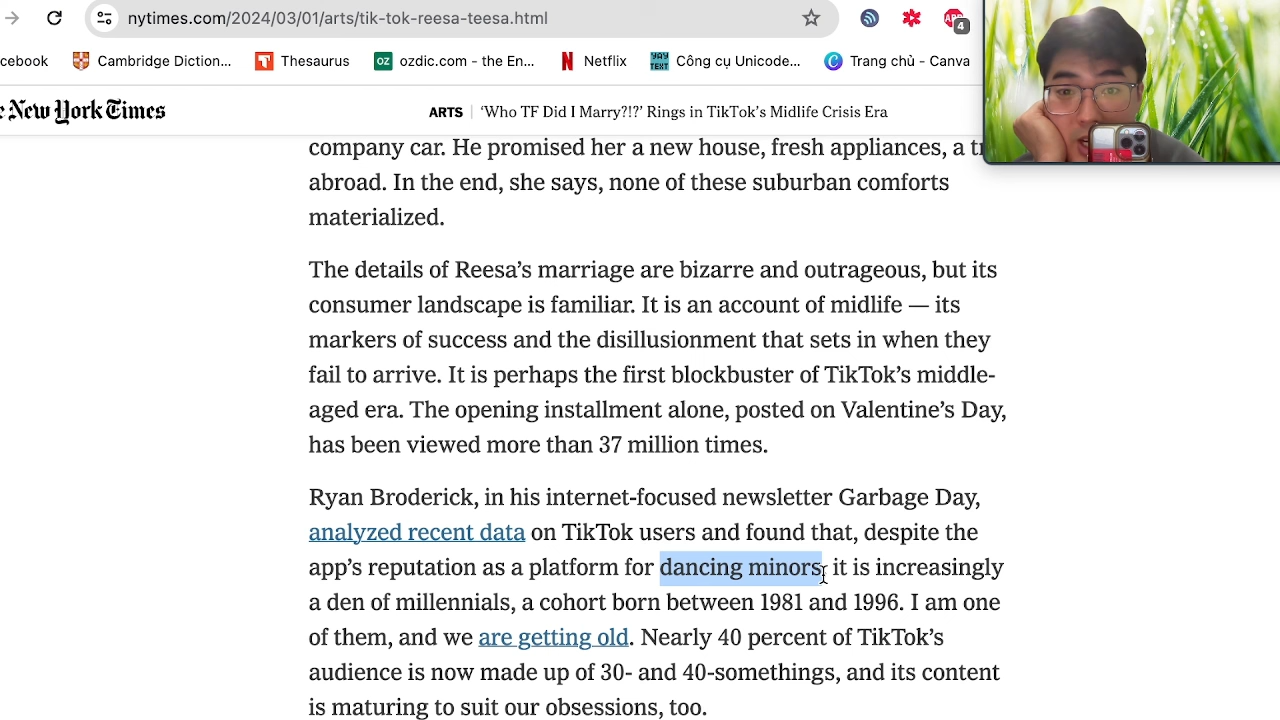 nytimes.com/2024/03/01/arts/tik-tok-reesa-teesa.html
4
cebook Cambridge Diction... T Thesaurus OZ ozdic.com - the En... N Netflix YAY TEXT Công cụ Unicode... C Trang chủ - Canva
New York Times ARTS | ‘Who TF Did I Marry?!?’ Rings in TikTok’s Midlife Crisis Era
company car. He promised her a new house, fresh appliances, a
abroad. In the end, she says, none of these suburban comforts
materialized.
The details of Reesa’s marriage are bizarre and outrageous, but its
consumer landscape is familiar. It is an account of midlife — its
markers of success and the disillusionment that sets in when they
fail to arrive. It is perhaps the first blockbuster of TikTok’s middle-
aged era. The opening installment alone, posted on Valentine’s Day,
has been viewed more than 37 million times.
Ryan Broderick, in his internet-focused newsletter Garbage Day,
analyzed recent data on TikTok users and found that, despite the
app’s reputation as a platform for dancing minors, it is increasingly
a den of millennials, a cohort born between 1981 and 1996. I am one
of them, and we are getting old. Nearly 40 percent of TikTok’s
audience is now made up of 30- and 40-somethings, and its content
is maturing to suit our obsessions, too.